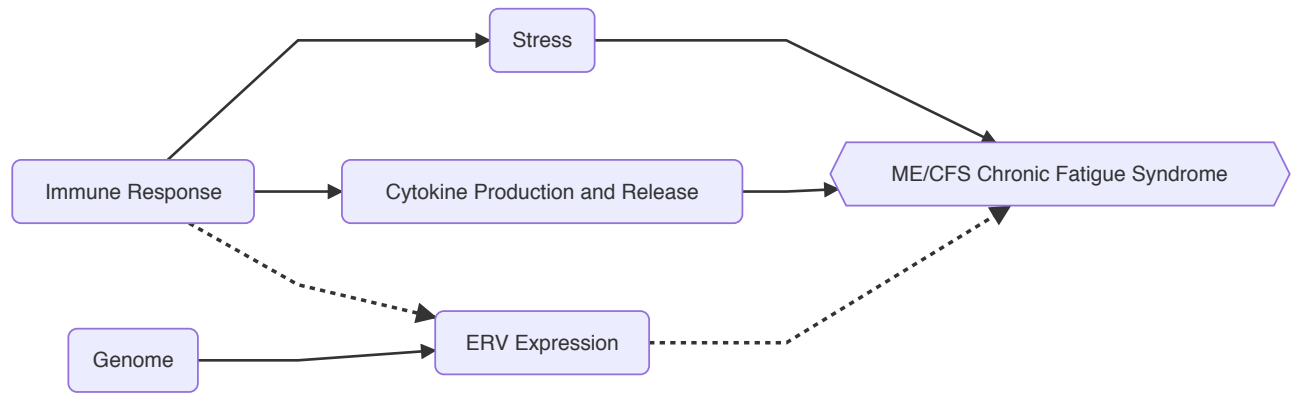 Stress
Immune Response
Cytokine Production and Release
ME/CFS Chronic Fatigue Syndrome
ERV Expression
Genome